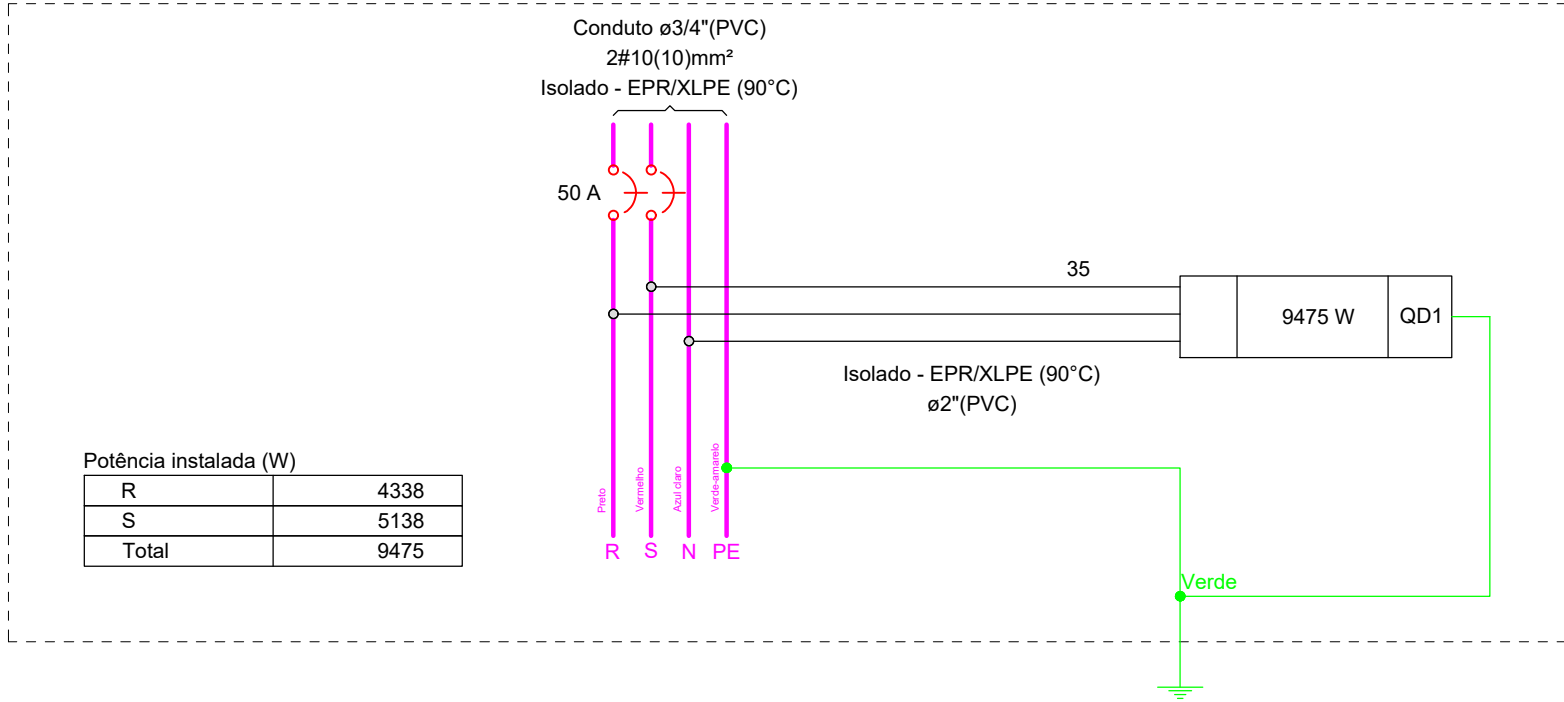 Conduto ø3/4"(PVC)
2#10(10)mm²
Isolado - EPR/XLPE (90°C)
50 A
35
9475 W
QD1
Isolado - EPR/XLPE (90°C)
ø2"(PVC)
Potência instalada (W)
R 4338
S 5138
Total 9475
Preto
Vermelho
Azul claro
Verde-amarelo
R S N PE
Verde